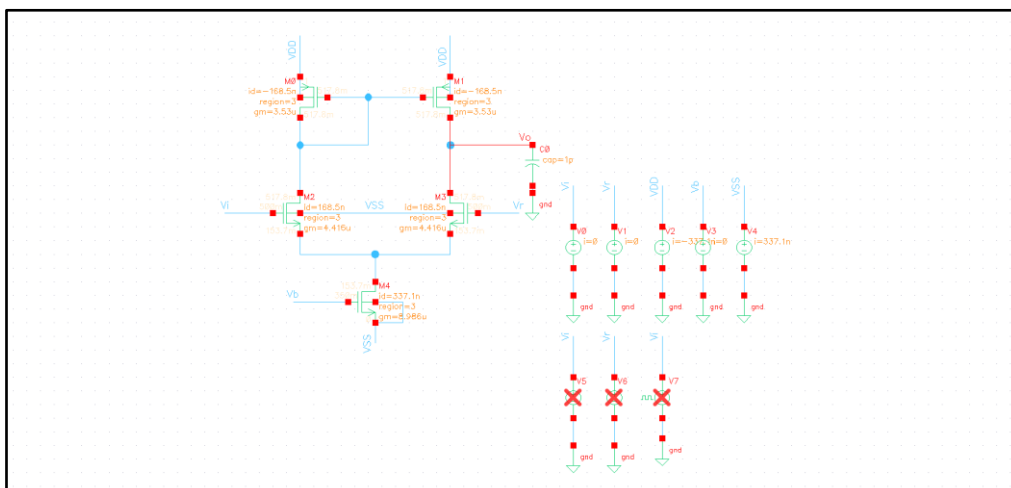 VDD
VDD
M0
id=-168.5n
region=3
gm=3.53u
M1
id=-168.5n
region=3
gm=3.53u
Vo
C0
cap=1p
gnd
M2
id=168.5n
region=3
gm=4.416u
M3
id=168.5n
region=3
gm=4.416u
Vi
VSS
Vr
M4
id=337.1n
region=3
gm=8.986u
Vb
VSS
Vi
Vr
VDD
Vb
VSS
V0
i=0
V1
i=0
V2
i=-337.1n
V3
i=0
V4
i=337.1n
gnd
gnd
gnd
gnd
gnd
Vi
Vr
Vi
V5
V6
V7
gnd
gnd
gnd